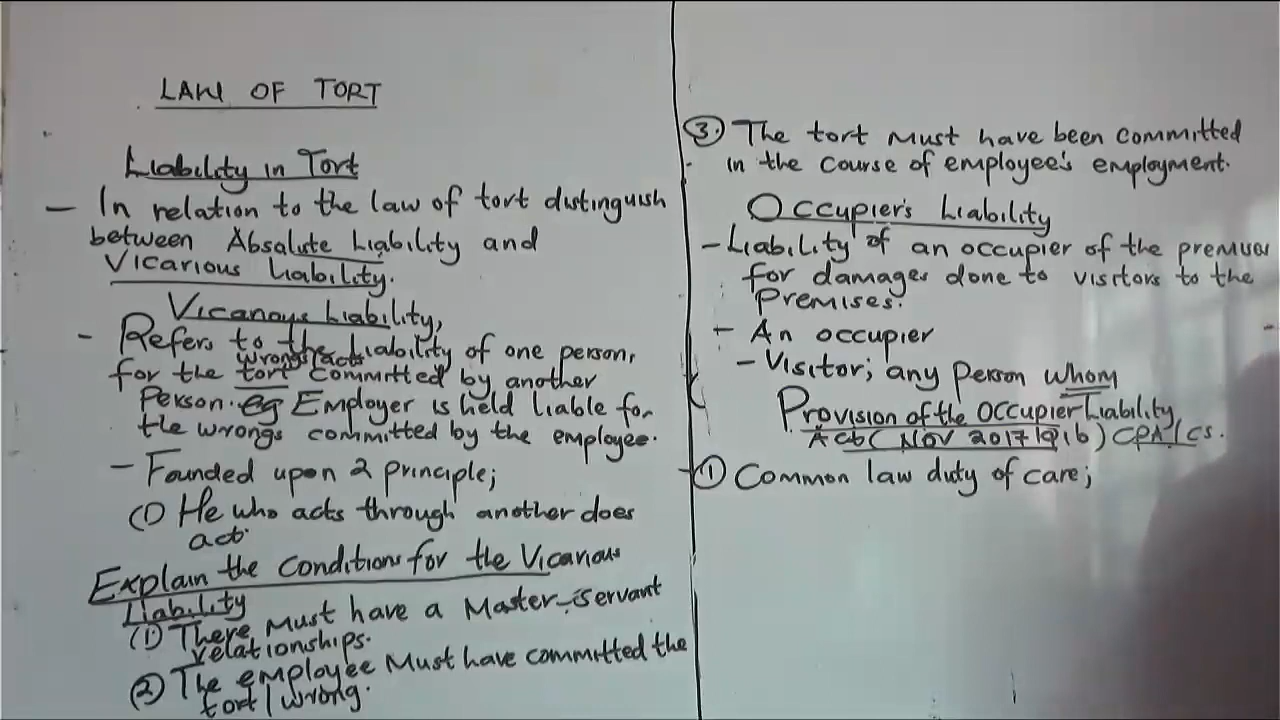 LAW OF TORT
Liability in Tort
- In relation to the law of tort distinguish
between Absolute Liability and
Vicarious Liability.
Vicarious Liability,
- Refers to the Liability of one person,
wrongs/acts
for the tort committed by another
Person. eg Employer is held liable for
the wrongs committed by the employee.
- Founded upon 2 principle;
(1) He who acts through another does
act.
Explain the conditions for the Vicarious
Liability
(1) There must have a Master-Servant
relationships.
(2) The employee Must have committed the
tort/wrong.
(3). The tort must have been committed
in the course of employee's employment.
Occupier's Liability
- Liability of an occupier of the premises
for damages done to visitors to the
Premises.
- An occupier
- Visitor; any person whom
Provision of the Occupier Liability
Act (Nov 2017 Q1b) CPA/CS.
(1) Common law duty of care;